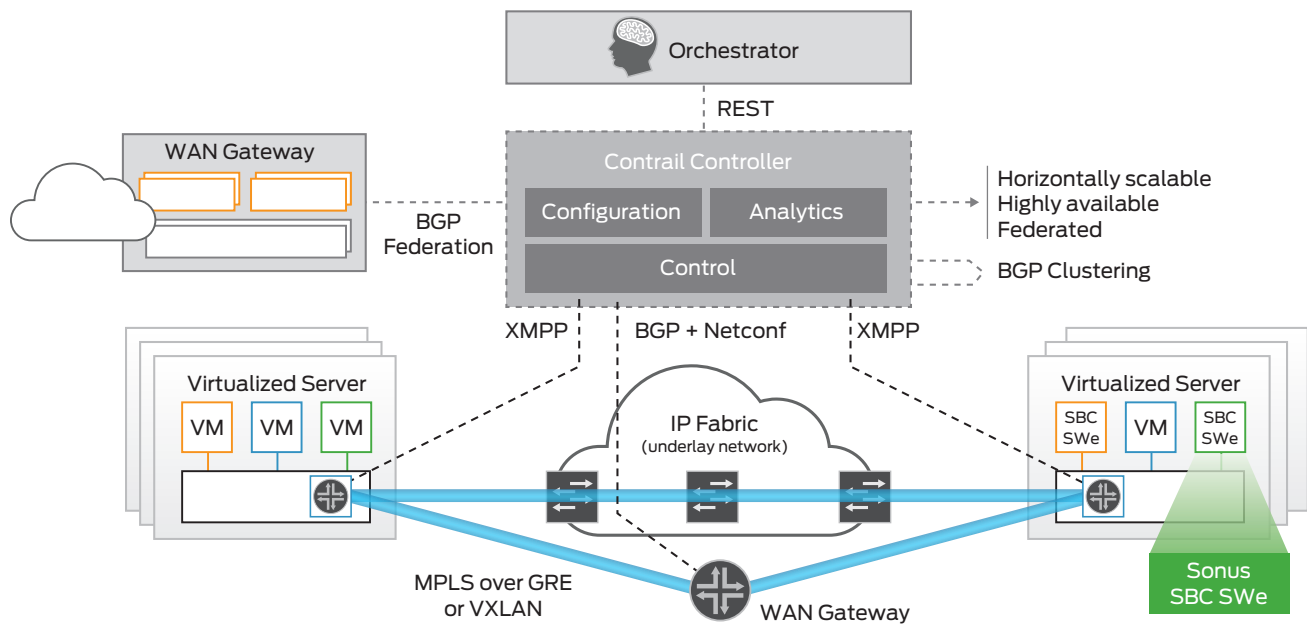 Orchestrator
REST
WAN Gateway
Contrail Controller
Configuration
Analytics
Control
BGP
Federation
Horizontally scalable
Highly available
Federated
BGP Clustering
XMPP
BGP + Netconf
XMPP
Virtualized Server
VM
VM
VM
IP Fabric
(underlay network)
Virtualized Server
SBC
SWe
VM
SBC
SWe
MPLS over GRE
or VXLAN
WAN Gateway
Sonus
SBC SWe